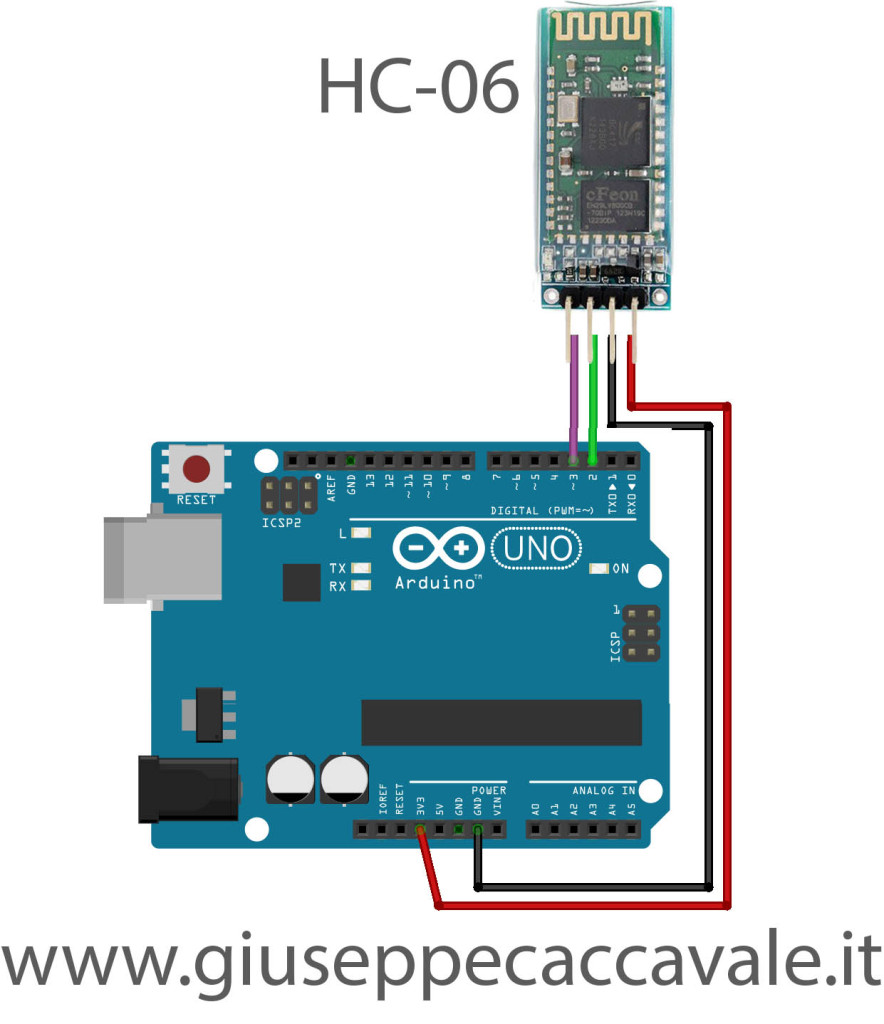 HC-06
cFeon
RESET
ICSP2
AREF
GND
13
12
~11
~10
~9
8
7
~6
~5
4
~3
2
TXD▶1
RXD◀0
DIGITAL (PWM=~)
L
TX
RX
UNO
Arduino™
ON
1
ICSP
POWER
ANALOG IN
IOREF
RESET
3V3
5V
GND
GND
VIN
A0
A1
A2
A3
A4
A5
www.giuseppecaccavale.it